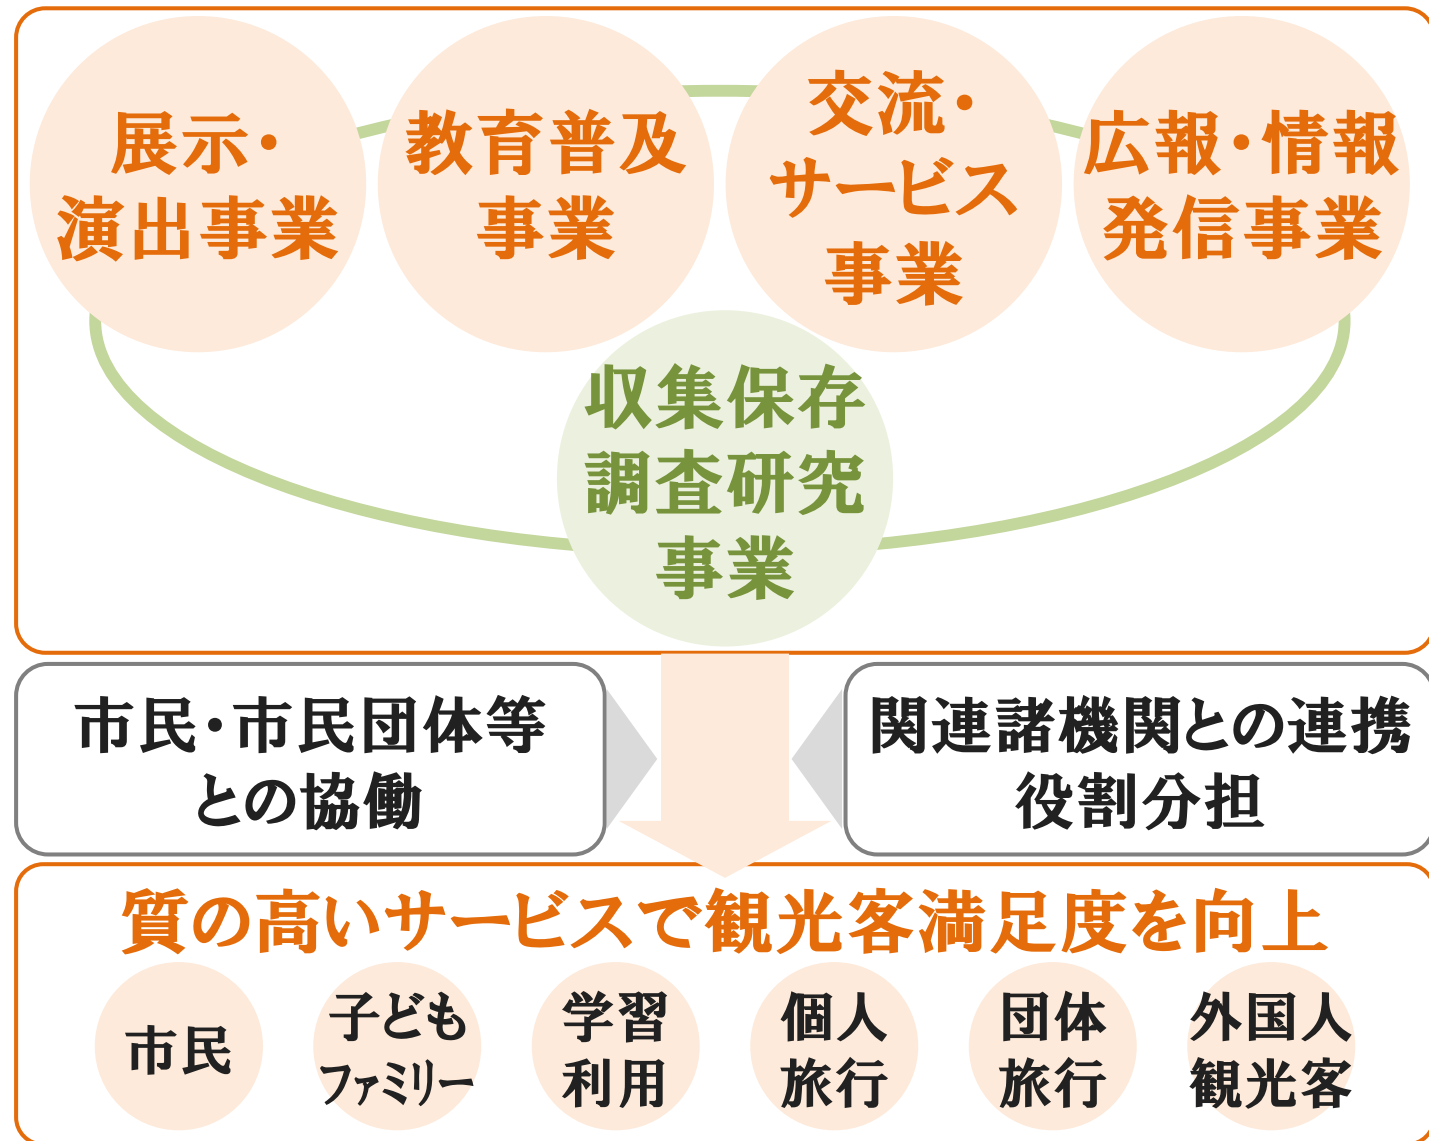 展示・
演出事業
教育普及
事業
交流・
サービス
事業
広報・情報
発信事業
収集保存
調査研究
事業
市民・市民団体等
との協働
関連諸機関との連携
役割分担
質の高いサービスで観光客満足度を向上
市民
子ども
ファミリー
学習
利用
個人
旅行
団体
旅行
外国人
観光客